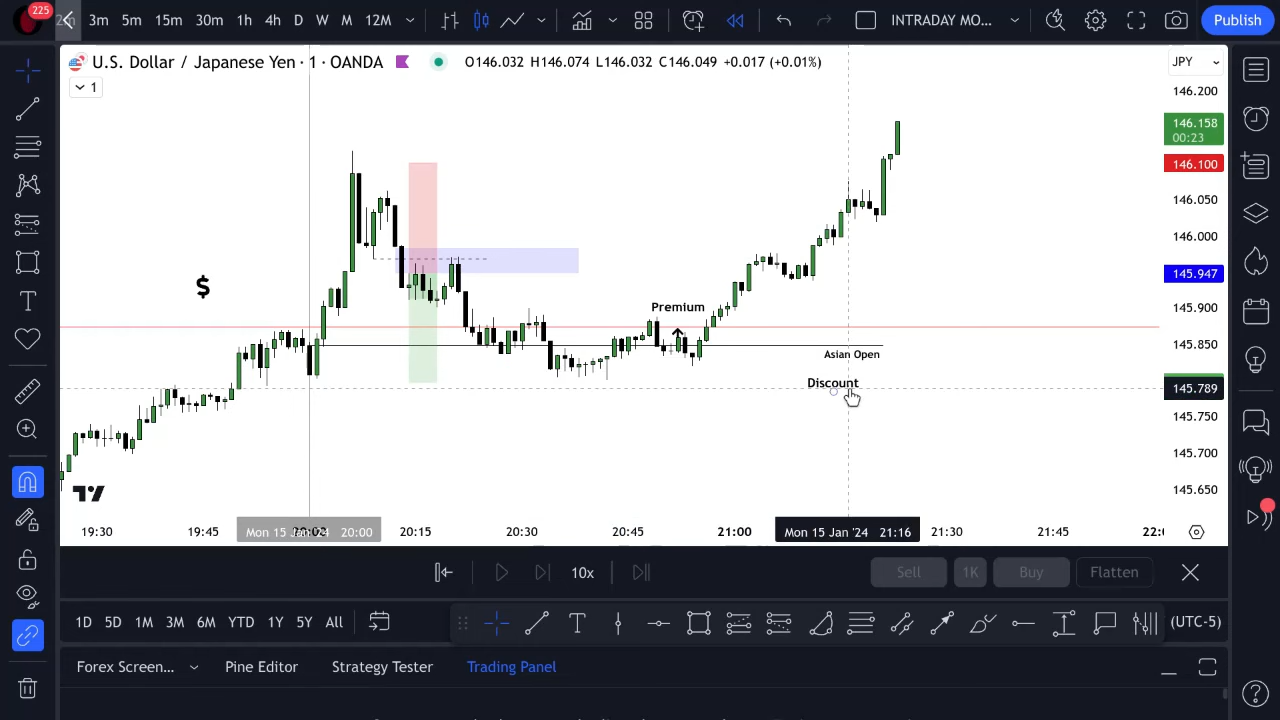 225
3m 5m 15m 30m 1h 4h D W M 12M
INTRADAY MO...
Publish
U.S. Dollar / Japanese Yen · 1 · OANDA
O146.032 H146.074 L146.032 C146.049 +0.017 (+0.01%)
JPY
1
146.200
146.158
00:23
146.100
146.050
146.000
145.947
145.900
145.850
145.789
145.750
145.700
145.650
$
Premium
Asian Open
Discount
19:30
19:45
Mon 15 Jan '24 20:00
20:15
20:30
20:45
21:00
Mon 15 Jan '24 21:16
21:30
21:45
10x
Sell
1K
Buy
Flatten
1D 5D 1M 3M 6M YTD 1Y 5Y All
(UTC-5)
Forex Screen...
Pine Editor
Strategy Tester
Trading Panel